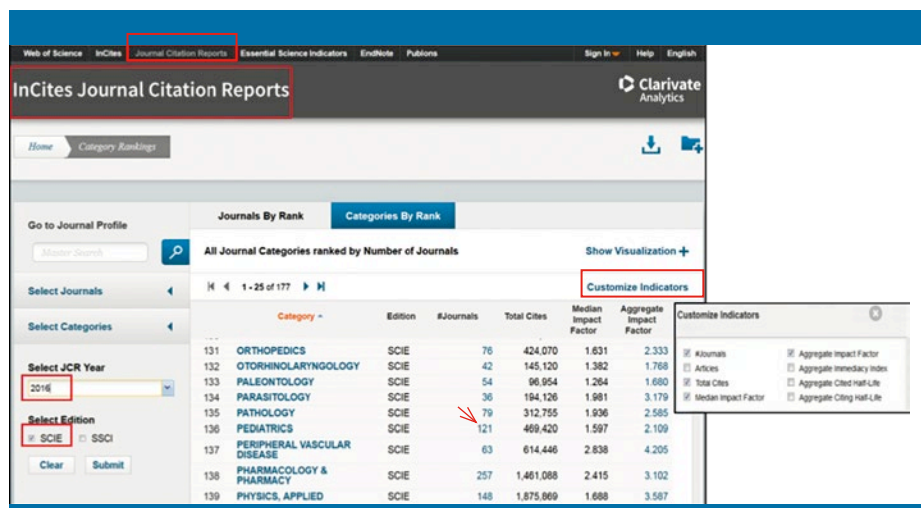 Web of Science InCites Journal Citation Reports Essential Science Indicators EndNote Publons Sign In Help English
InCites Journal Citation Reports
Clarivate
Analytics
Home Category Rankings
Go to Journal Profile
Master Search
Select Journals
Select Categories
Select JCR Year
2016
Select Edition
SCIE SSCI
Clear Submit
Journals By Rank Categories By Rank
All Journal Categories ranked by Number of Journals Show Visualization +
1 - 25 of 177
Customize Indicators
Category Edition #Journals Total Cites Median Impact Factor Aggregate Impact Factor
131 ORTHOPEDICS SCIE 76 424,070 1.631 2.333
132 OTORHINOLARYNGOLOGY SCIE 42 145,120 1.382 1.768
133 PALEONTOLOGY SCIE 54 96,954 1.264 1.680
134 PARASITOLOGY SCIE 36 194,126 1.981 3.179
135 PATHOLOGY SCIE 79 312,755 1.936 2.585
136 PEDIATRICS SCIE 121 469,420 1.597 2.109
137 PERIPHERAL VASCULAR DISEASE SCIE 63 614,446 2.838 4.205
138 PHARMACOLOGY & PHARMACY SCIE 257 1,461,088 2.415 3.102
139 PHYSICS, APPLIED SCIE 148 1,875,869 1.688 3.587
Customize Indicators
#Journals Aggregate Impact Factor
Articles Aggregate Immediacy Index
Total Cites Aggregate Cited Half-Life
Median Impact Factor Aggregate Citing Half-Life